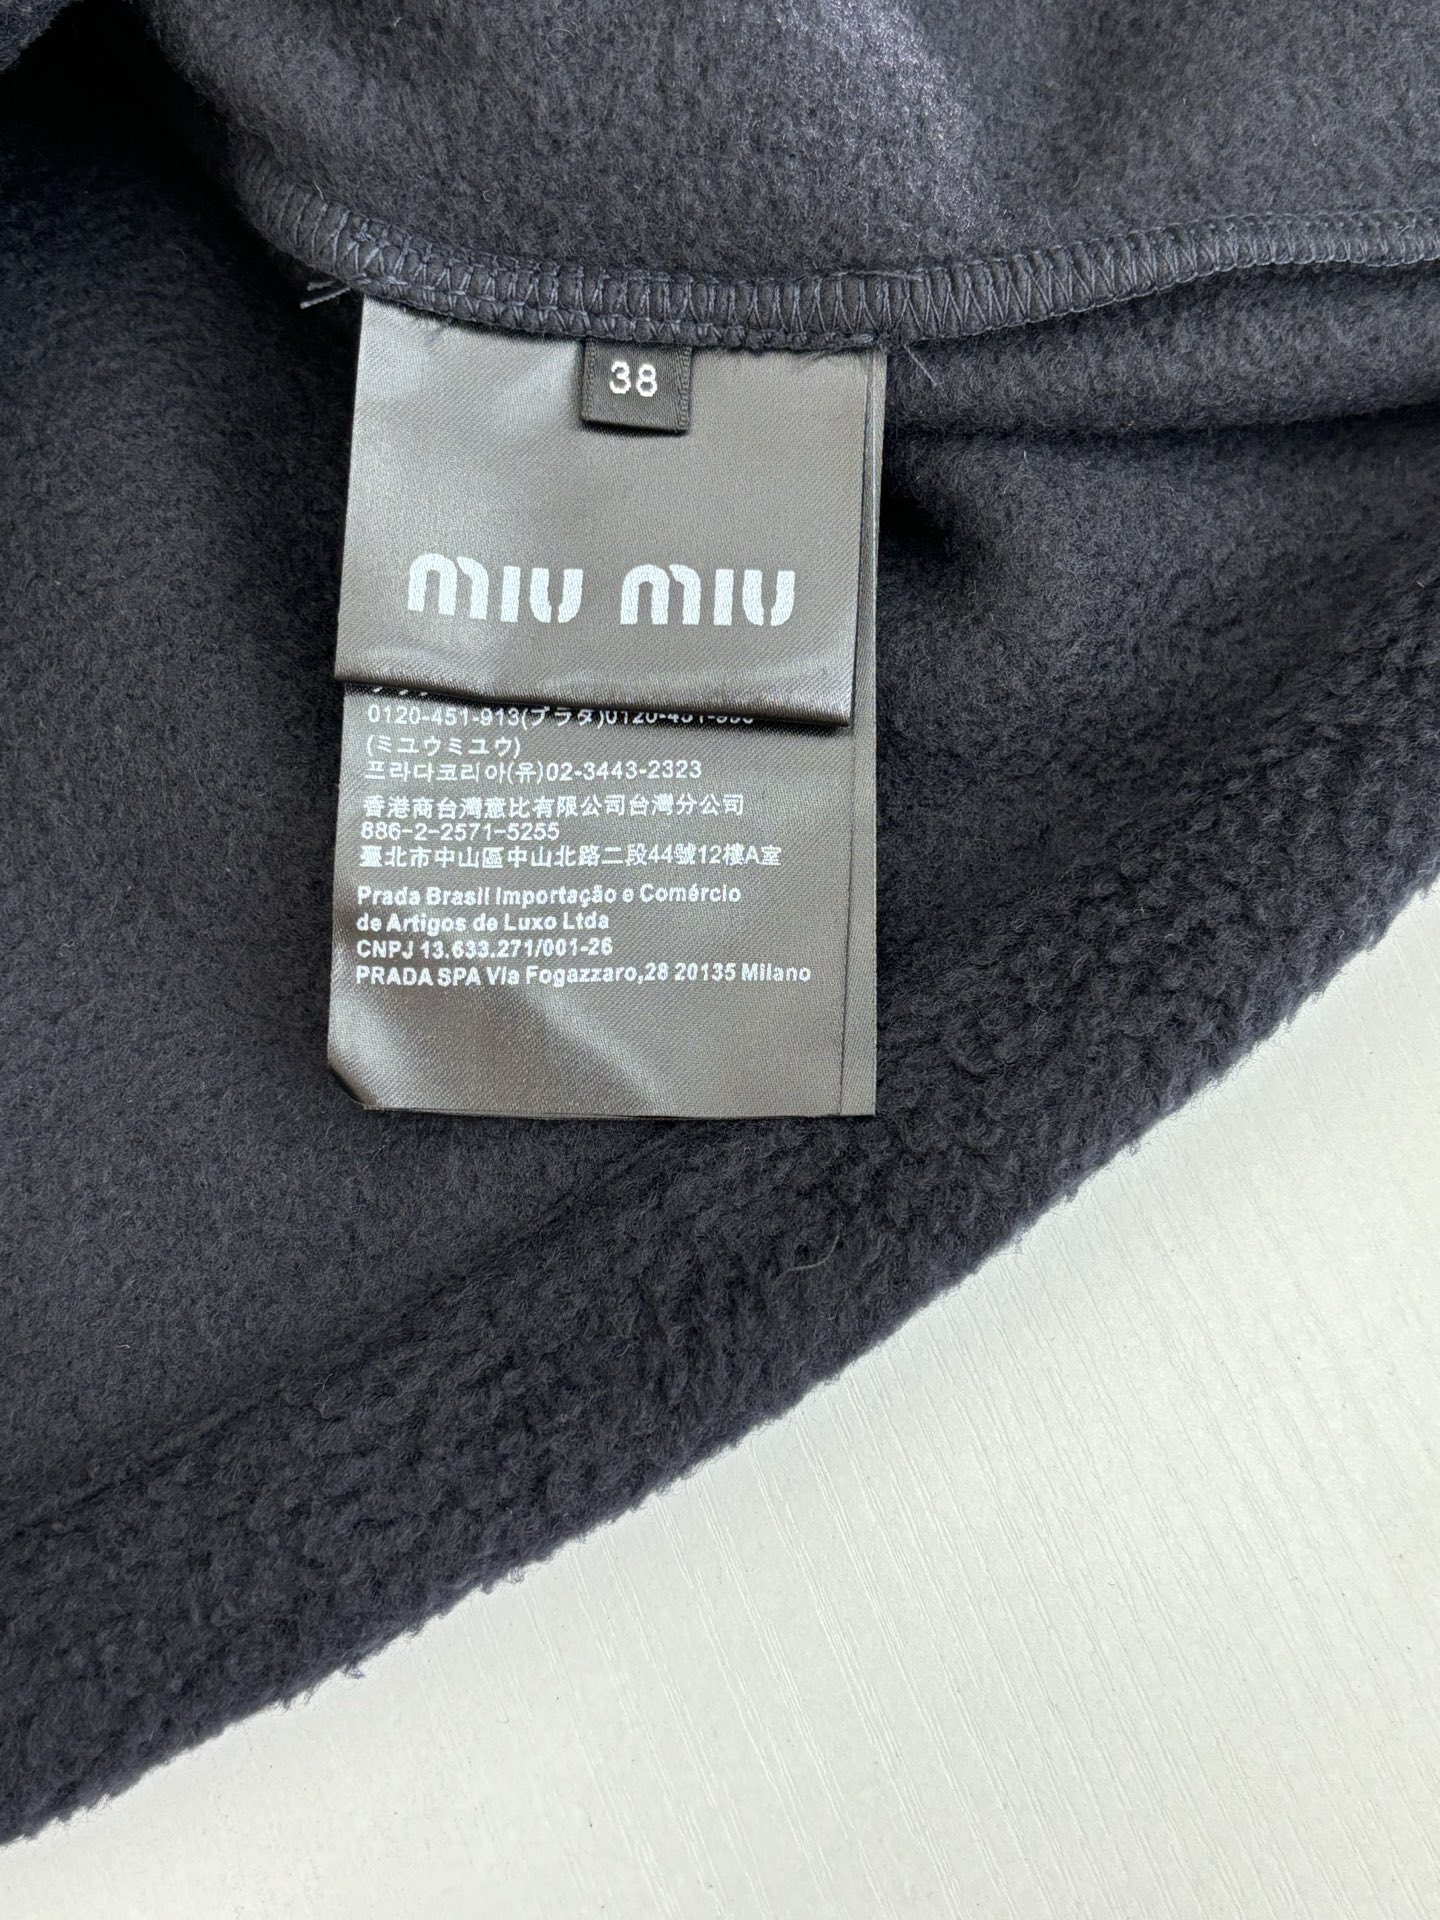 38
miu miu
0120-451-913(プラダ)0120-451-
(ミユウミユウ)
프라다코리아(유)02-3443-2323
香港商台灣意比有限公司台灣分公司
886-2-2571-5255
臺北市中山區中山北路二段44號12樓A室
Prada Brasil Importação e Comércio
de Artigos de Luxo Ltda
CNPJ 13.633.271/001-26
PRADA SPA Via Fogazzaro,28 20135 Milano